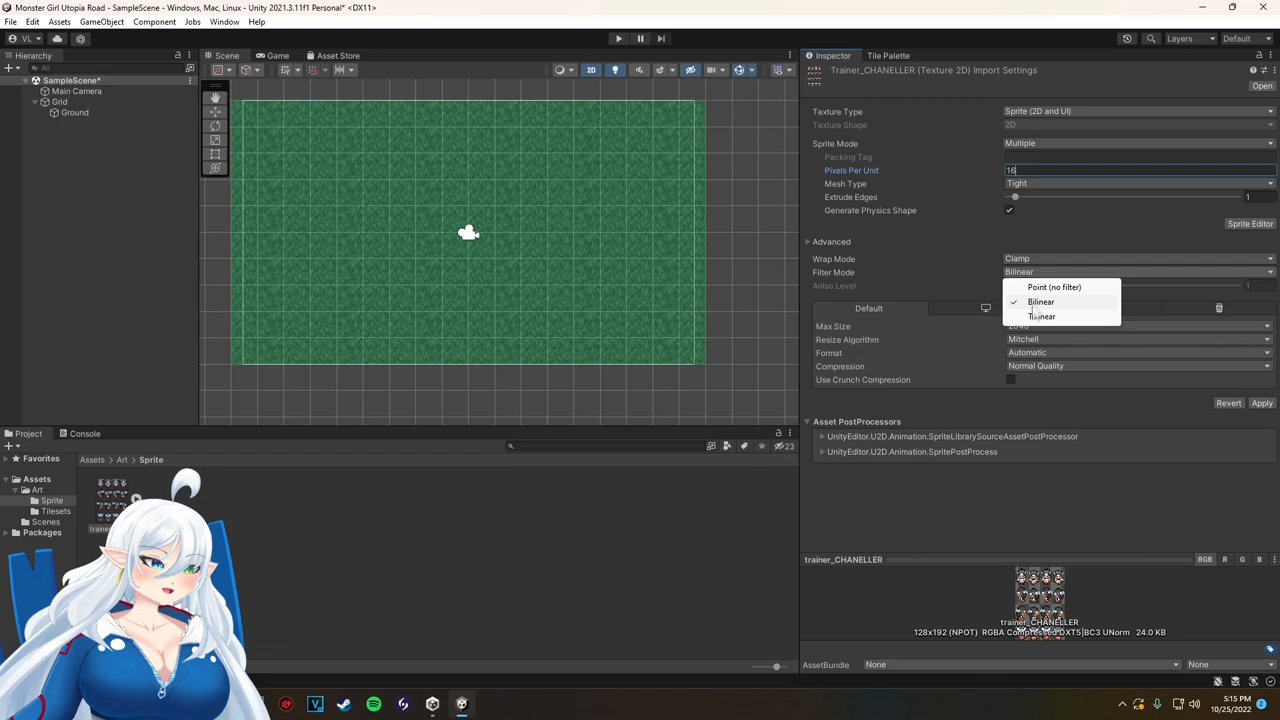 Monster Girl Utopia Road - SampleScene - Windows, Mac, Linux - Unity 2021.3.11f1 Personal* <DX11>
File Edit Assets GameObject Component Jobs Window Help
VL
Layers Default
Hierarchy
All
SampleScene*
Main Camera
Grid
Ground
Scene Game Asset Store
2D
Inspector Tile Palette
Trainer_CHANELLER (Texture 2D) Import Settings
Open
Texture Type Sprite (2D and UI)
Texture Shape 2D
Sprite Mode Multiple
Packing Tag
Pixels Per Unit 16
Mesh Type Tight
Extrude Edges 1
Generate Physics Shape
Sprite Editor
Advanced
Wrap Mode Clamp
Filter Mode Bilinear
Aniso Level 1
Point (no filter)
Bilinear
Trilinear
Default
Max Size 2048
Resize Algorithm Mitchell
Format Automatic
Compression Normal Quality
Use Crunch Compression
Revert Apply
Asset PostProcessors
UnityEditor.U2D.Animation.SpriteLibrarySourceAssetPostProcessor
UnityEditor.U2D.Animation.SpritePostProcess
Project Console
23
Favorites
Assets
Art
Sprite
Tilesets
Scenes
Packages
Assets Art Sprite
trainer_CHANELLER
RGB R G B
trainer_CHANELLER
128x192 (NPOT) RGBA Compressed DXT5|BC3 UNorm 24.0 KB
AssetBundle None None
5:15 PM
10/25/2022